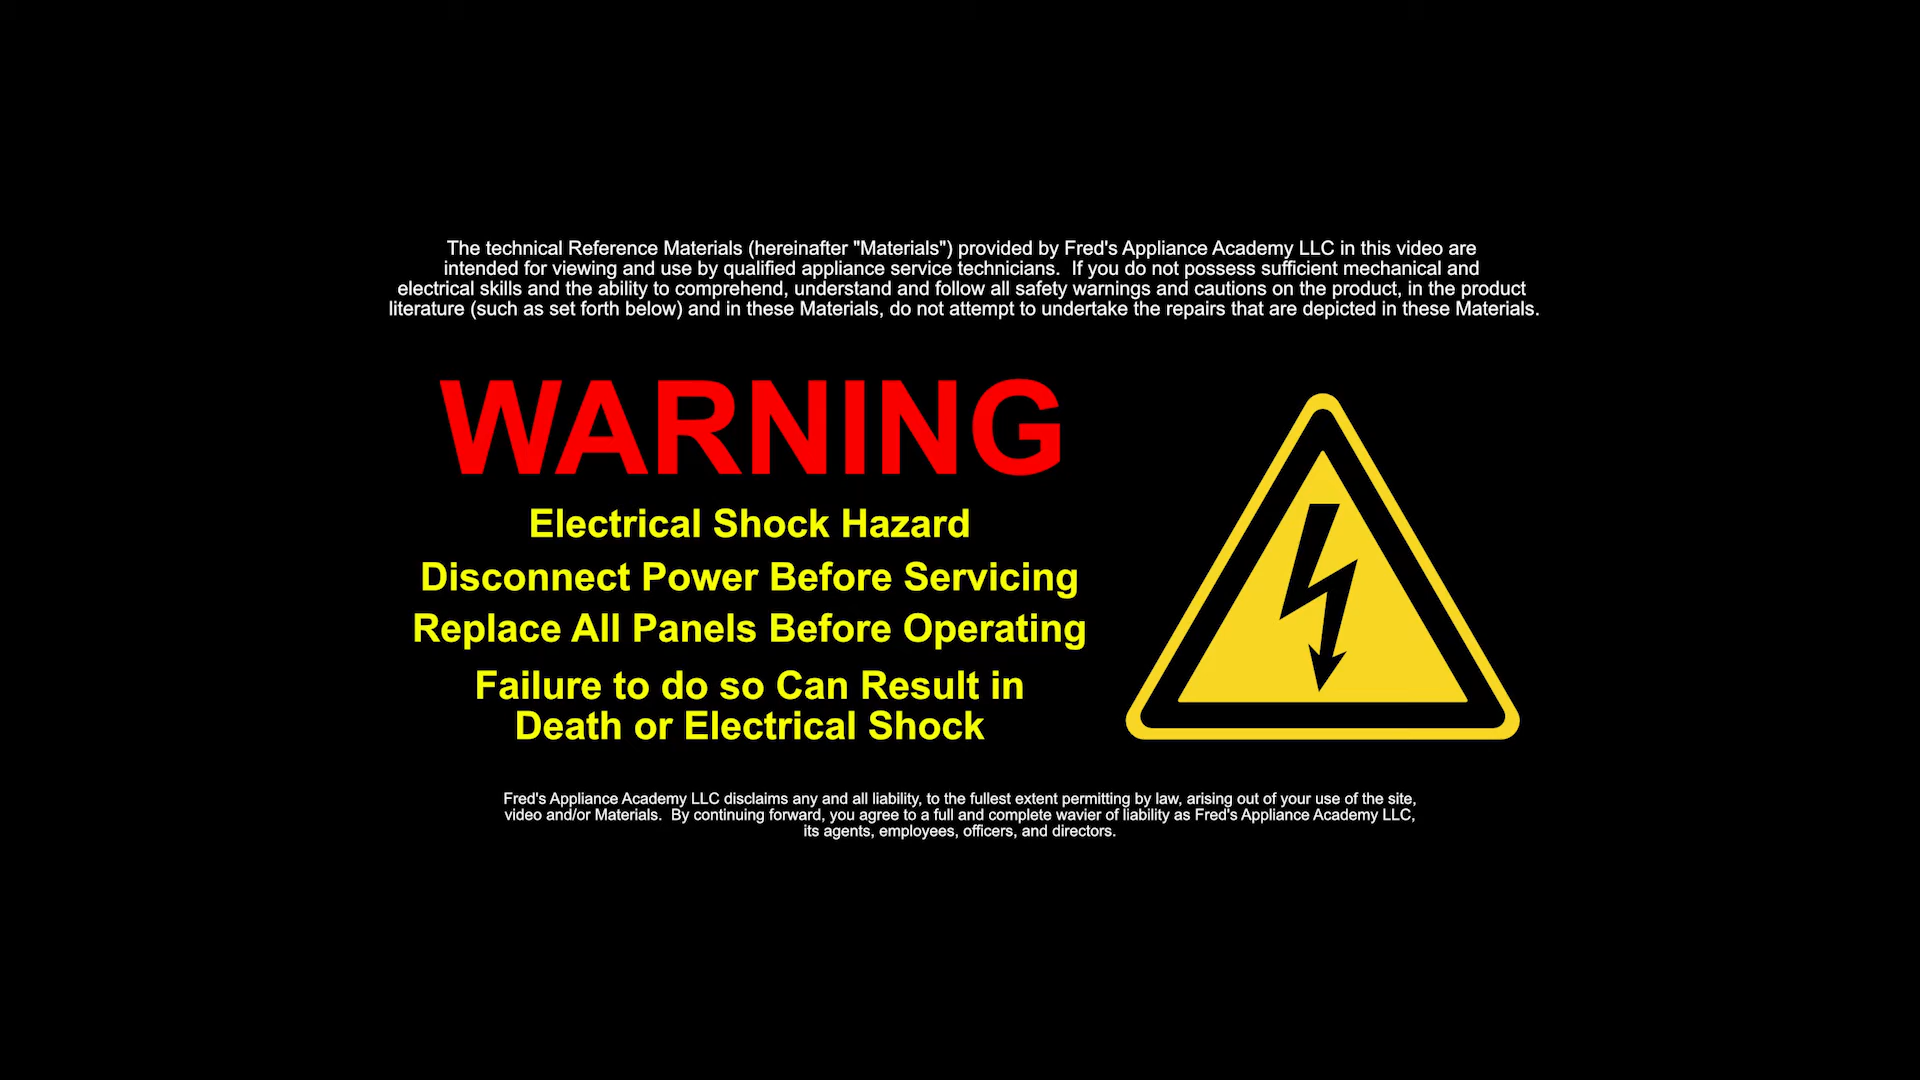 The technical Reference Materials (hereinafter "Materials") provided by Fred's Appliance Academy LLC in this video are
intended for viewing and use by qualified appliance service technicians.  If you do not possess sufficient mechanical and
electrical skills and the ability to comprehend, understand and follow all safety warnings and cautions on the product, in the product
literature (such as set forth below) and in these Materials, do not attempt to undertake the repairs that are depicted in these Materials.
WARNING
Electrical Shock Hazard
Disconnect Power Before Servicing
Replace All Panels Before Operating
Failure to do so Can Result in
Death or Electrical Shock
Fred's Appliance Academy LLC disclaims any and all liability, to the fullest extent permitting by law, arising out of your use of the site,
video and/or Materials.  By continuing forward, you agree to a full and complete wavier of liability as Fred's Appliance Academy LLC,
its agents, employees, officers, and directors.